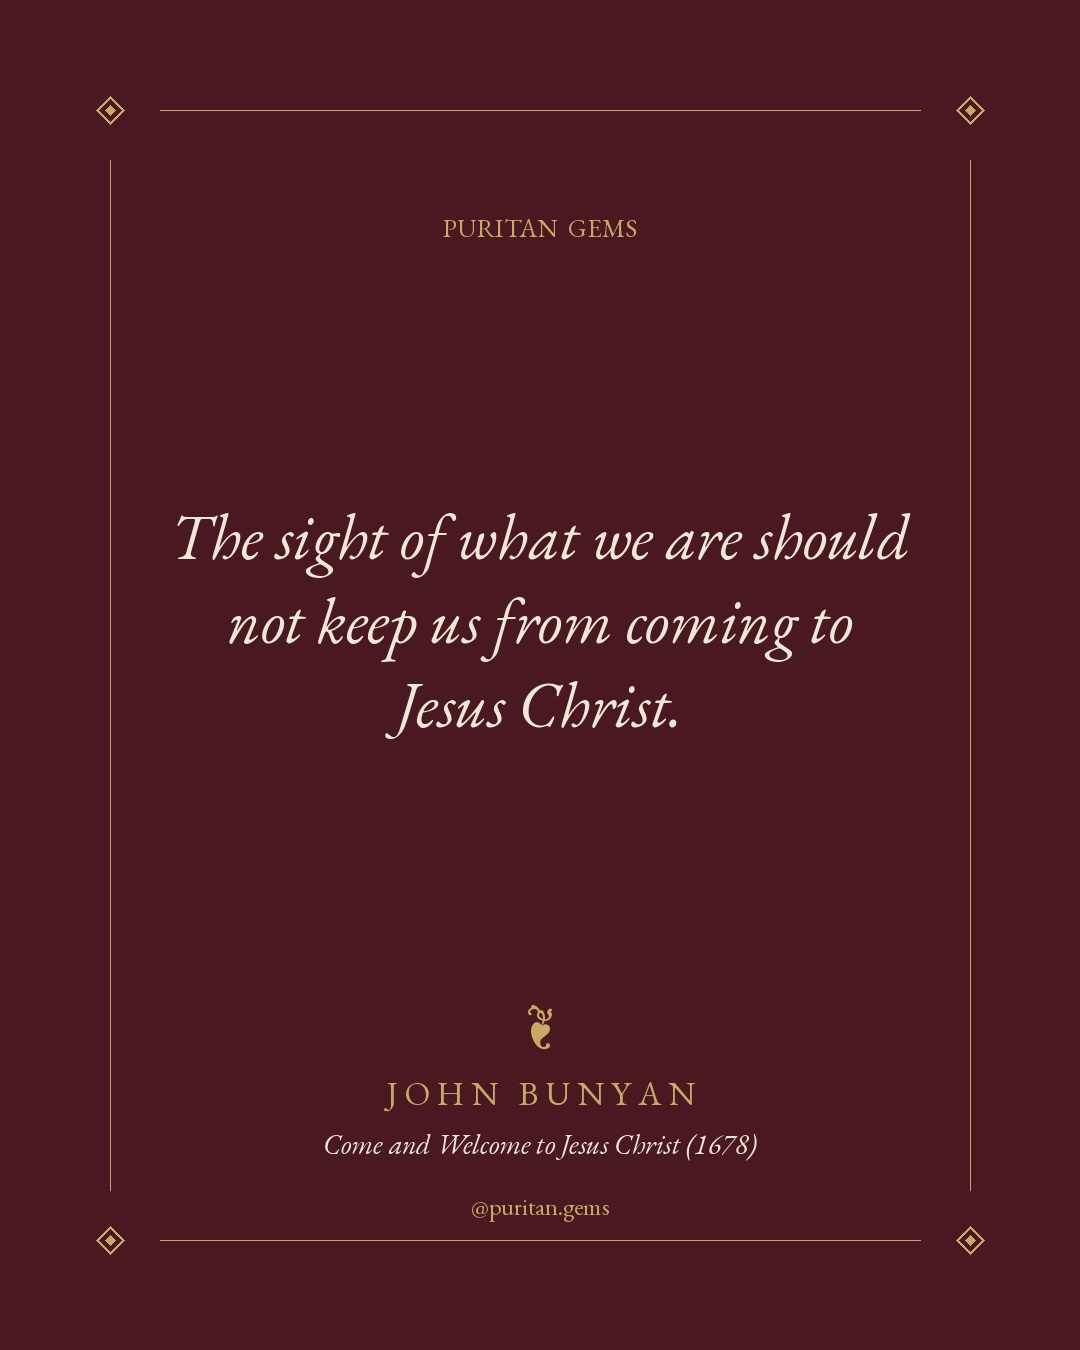 PURITAN GEMS
The sight of what we are should
not keep us from coming to
Jesus Christ.
JOHN BUNYAN
Come and Welcome to Jesus Christ (1678)
@puritan.gems